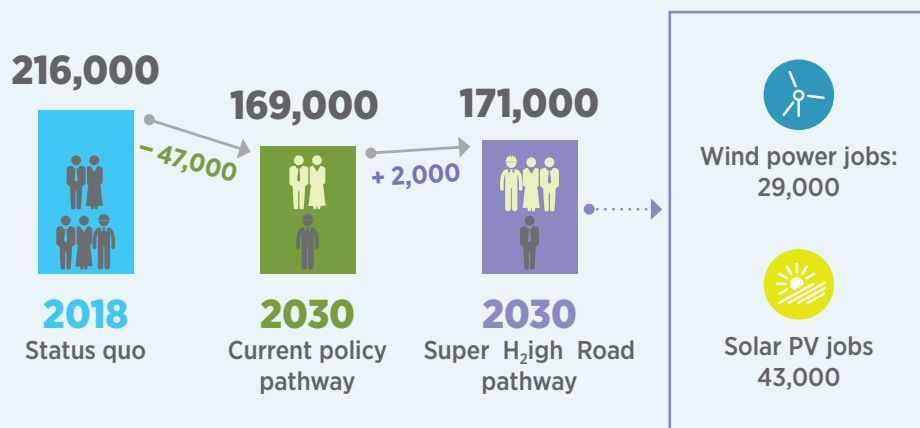 216,000
– 47,000
2018
Status quo
169,000
+ 2,000
2030
Current policy
pathway
171,000
2030
Super H₂igh Road
pathway
Wind power jobs:
29,000
Solar PV jobs
43,000